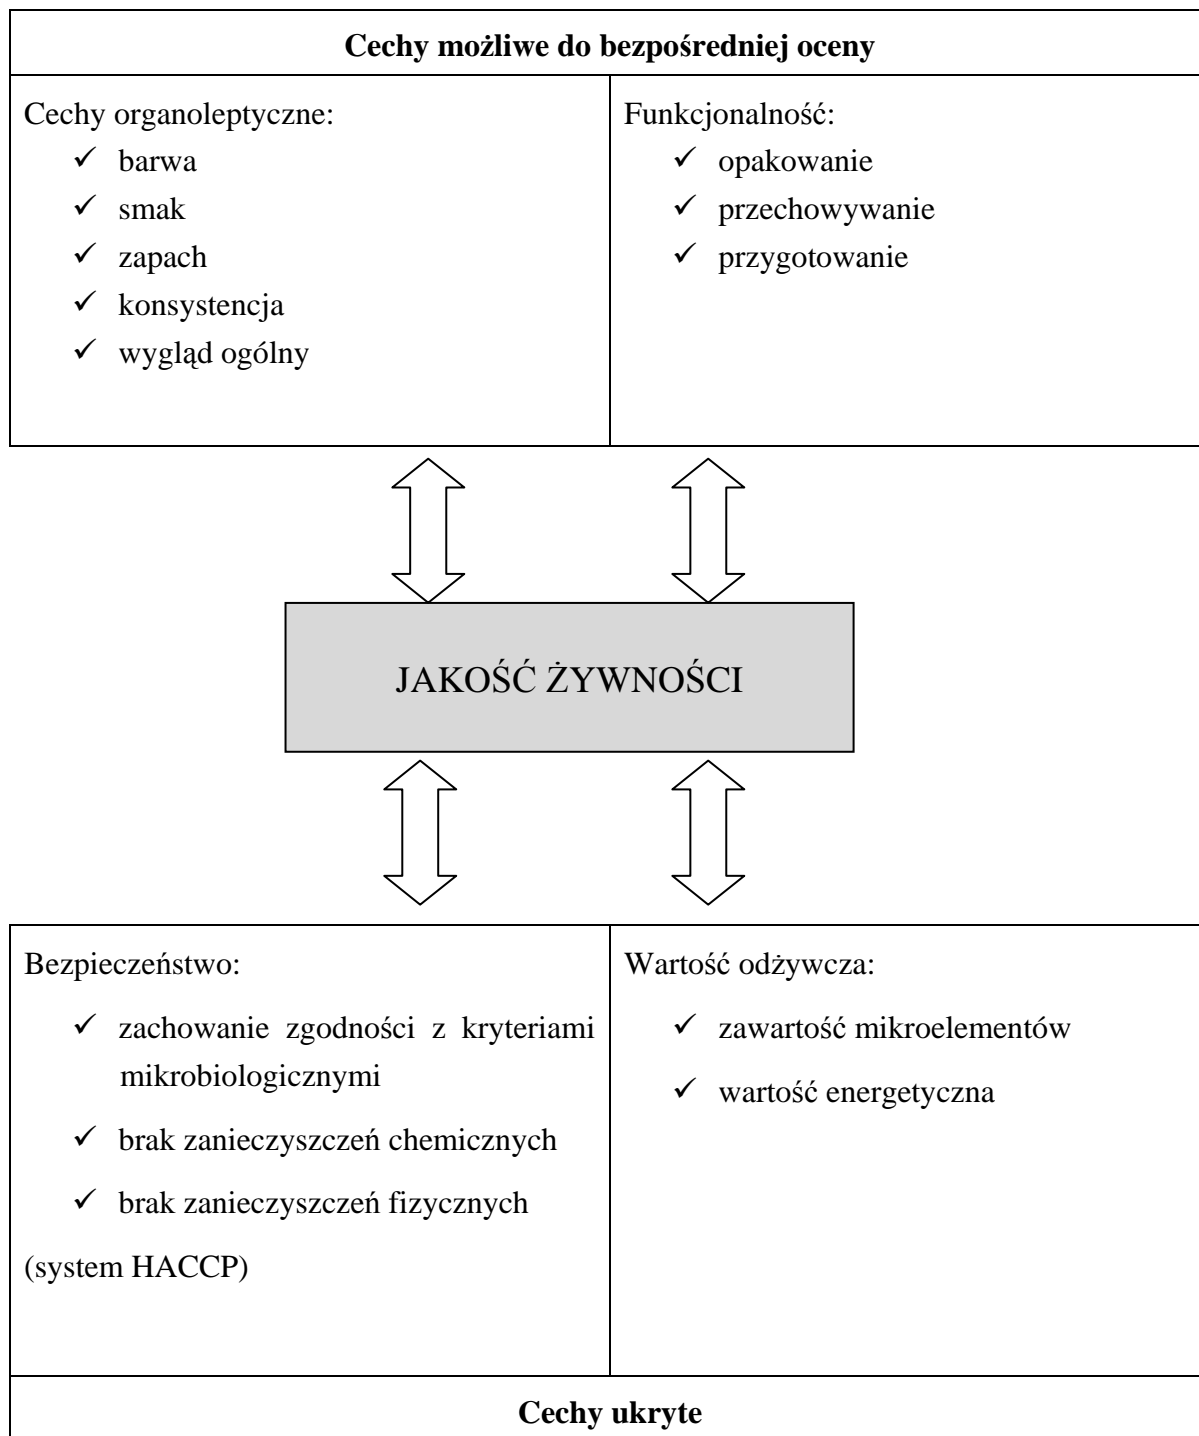 Cechy możliwe do bezpośredniej oceny
Cechy organoleptyczne:
✓ barwa
✓ smak
✓ zapach
✓ konsystencja
✓ wygląd ogólny
Funkcjonalność:
✓ opakowanie
✓ przechowywanie
✓ przygotowanie
JAKOŚĆ ŻYWNOŚCI
Bezpieczeństwo:
✓ zachowanie zgodności z kryteriami
mikrobiologicznymi
✓ brak zanieczyszczeń chemicznych
✓ brak zanieczyszczeń fizycznych
(system HACCP)
Wartość odżywcza:
✓ zawartość mikroelementów
✓ wartość energetyczna
Cechy ukryte